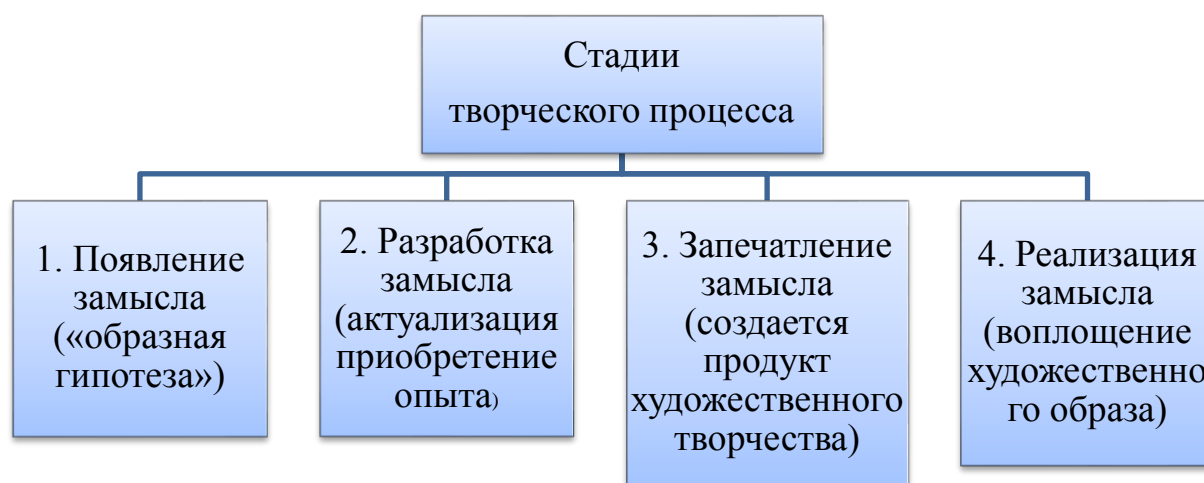 Стадии
творческого процесса
1. Появление
замысла
(«образная
гипотеза»)
2. Разработка
замысла
(актуализация
приобретение
опыта)
3. Запечатление
замысла
(создается
продукт
художественного
творчества)
4. Реализация
замысла
(воплощение
художественно
го образа)